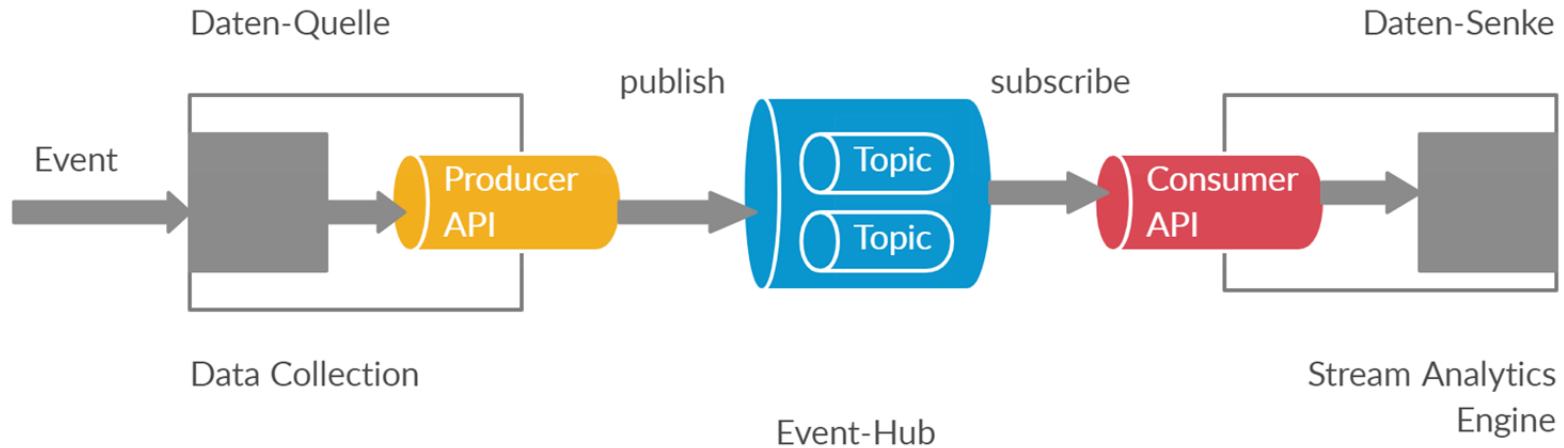 Daten-Quelle
Daten-Senke
publish
subscribe
Event
Producer
API
Topic
Topic
Consumer
API
Data Collection
Stream Analytics
Engine
Event-Hub